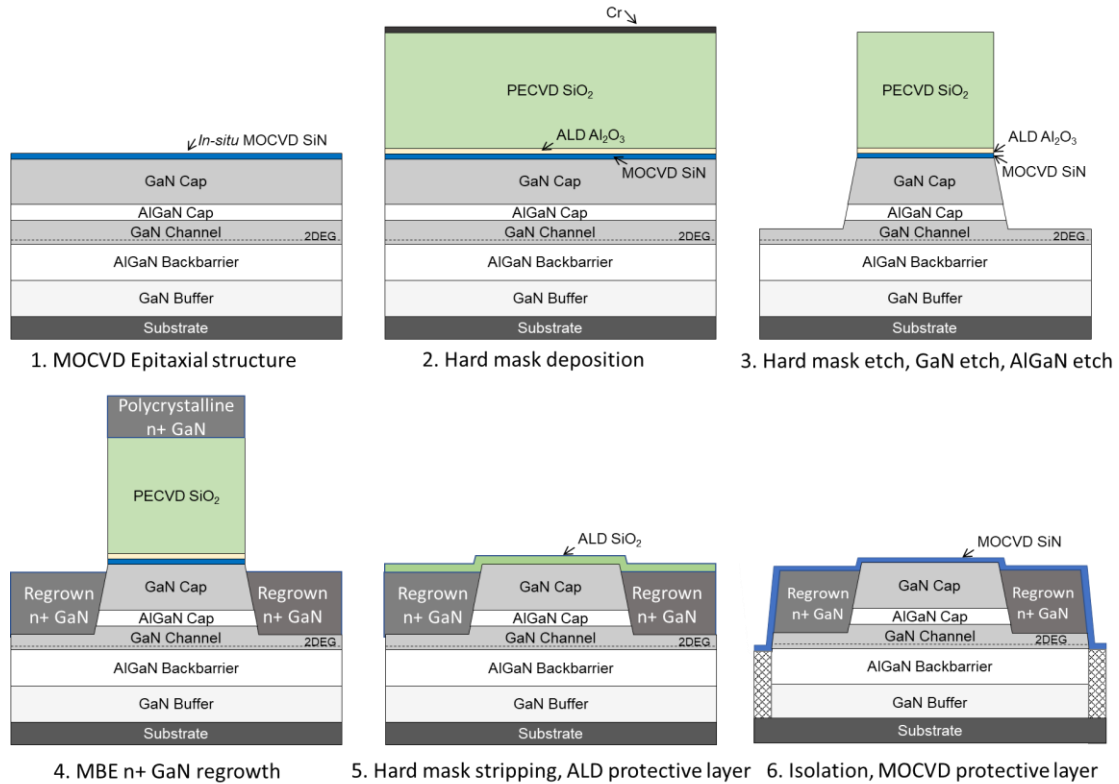 In-situ MOCVD SiN
GaN Cap
AlGaN Cap
GaN Channel
2DEG
AlGaN Backbarrier
GaN Buffer
Substrate
1. MOCVD Epitaxial structure
Cr
PECVD SiO₂
ALD Al₂O₃
MOCVD SiN
GaN Cap
AlGaN Cap
GaN Channel
2DEG
AlGaN Backbarrier
GaN Buffer
Substrate
2. Hard mask deposition
PECVD SiO₂
ALD Al₂O₃
MOCVD SiN
GaN Cap
AlGaN Cap
GaN Channel
2DEG
AlGaN Backbarrier
GaN Buffer
Substrate
3. Hard mask etch, GaN etch, AlGaN etch
Polycrystalline
n+ GaN
PECVD SiO₂
Regrown
n+ GaN
GaN Cap
AlGaN Cap
GaN Channel
Regrown
n+ GaN
2DEG
AlGaN Backbarrier
GaN Buffer
Substrate
4. MBE n+ GaN regrowth
ALD SiO₂
Regrown
n+ GaN
GaN Cap
AlGaN Cap
GaN Channel
Regrown
n+ GaN
2DEG
AlGaN Backbarrier
GaN Buffer
Substrate
5. Hard mask stripping, ALD protective layer
MOCVD SiN
Regrown
n+ GaN
GaN Cap
AlGaN Cap
GaN Channel
Regrown
n+ GaN
2DEG
AlGaN Backbarrier
GaN Buffer
Substrate
6. Isolation, MOCVD protective layer